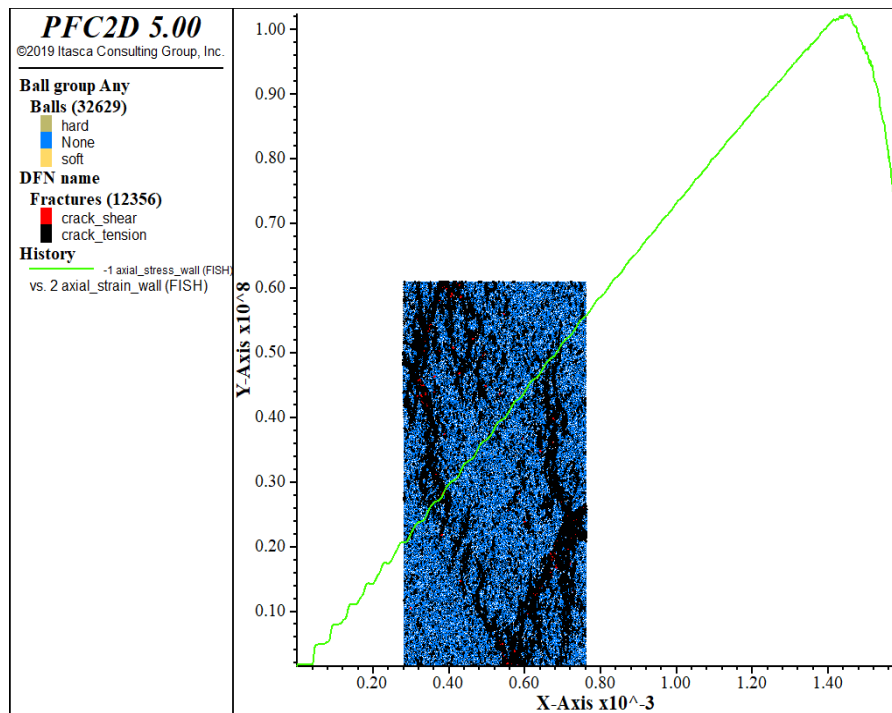 PFC2D 5.00
©2019 Itasca Consulting Group, Inc.
Ball group Any
Balls (32629)
hard
None
soft
DFN name
Fractures (12356)
crack_shear
crack_tension
History
-1 axial_stress_wall (FISH)
vs. 2 axial_strain_wall (FISH)
Y-Axis x10^8
1.00
0.90
0.80
0.70
0.60
0.50
0.40
0.30
0.20
0.10
0.20
0.40
0.60
0.80
1.00
1.20
1.40
X-Axis x10^-3